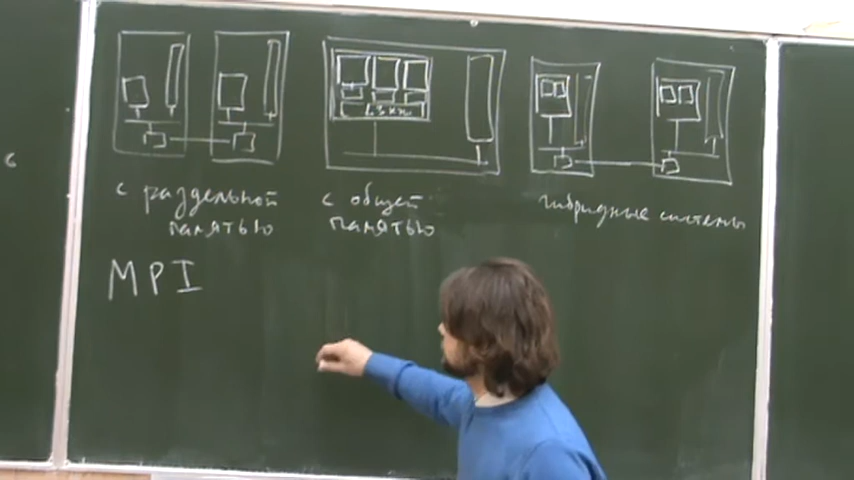 с раздельной
памятью
с общей
памятью
гибридные системы
MPI